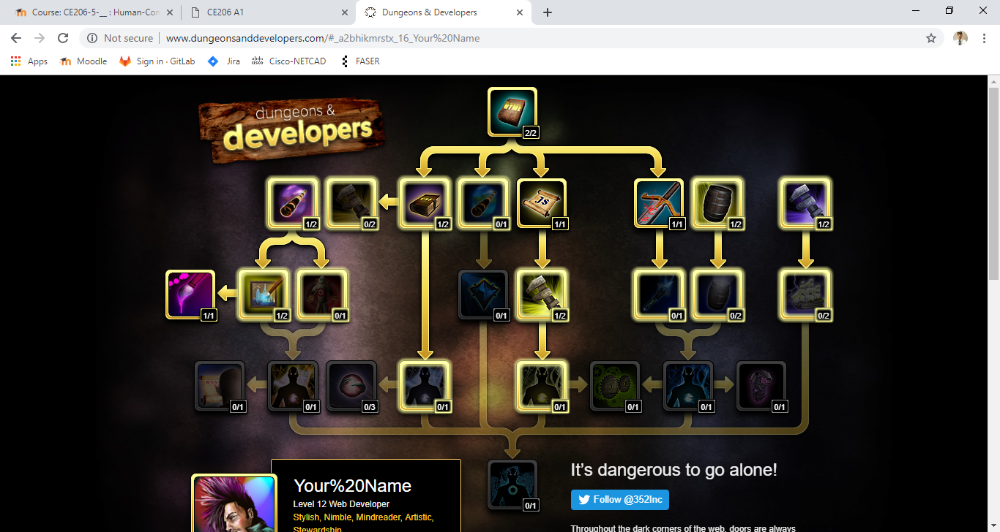 Course: CE206-5-__ : Human-Con
CE206 A1
Dungeons & Developers
Not secure
www.dungeonsanddevelopers.com/#_a2bhikmrstx_16_Your%20Name
Apps
Moodle
Sign in · GitLab
Jira
Cisco-NETCAD
FASER
dungeons &
developers
HTML
2/2
1/2
0/2
CSS
1/2
0/1
JS
1/1
1/1
1/2
1/2
1/1
1/2
0/1
0/1
1/2
0/1
0/2
0/2
0/1
0/1
0/3
0/1
0/1
0/1
0/1
0/1
0/1
Your%20Name
Level 12 Web Developer
Stylish, Nimble, Mindreader, Artistic,
Stewardship
It’s dangerous to go alone!
Follow @352Inc
Throughout the dark corners of the web, doors are always